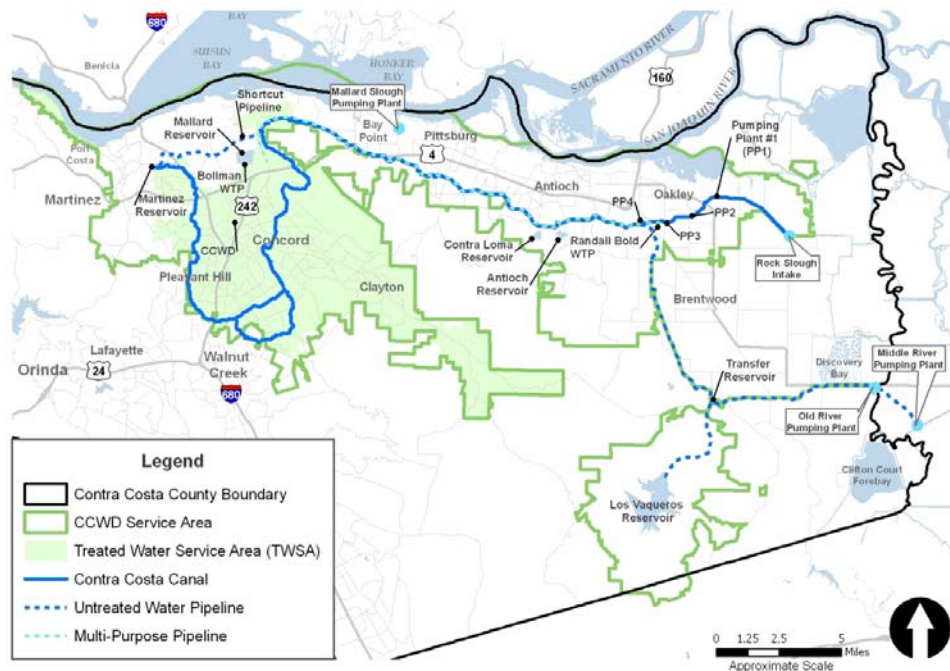 680
SUISUN
BAY
Benicia
HONKER
BAY
SACRAMENTO RIVER
160
Mallard Slough
Pumping Plant
Shortcut
Pipeline
Mallard
Reservoir
SAN JOAQUIN RIVER
Bay
Point
Pittsburg
4
Pumping
Plant #1
(PP1)
Port
Costa
Bollman
WTP
Antioch
Oakley
Martinez
Martinez
Reservoir
242
PP4
PP2
CCWD
Concord
Contra Loma
Reservoir
Randall Bold
WTP
PP3
Antioch
Reservoir
Rock Slough
Intake
Pleasant Hill
Clayton
Brentwood
Lafayette
Orinda
24
Walnut
Creek
680
Transfer
Reservoir
Discovery
Bay
Middle River
Pumping Plant
Old River
Pumping Plant
Clifton Court
Forebay
Los Vaqueros
Reservoir
Legend
Contra Costa County Boundary
CCWD Service Area
Treated Water Service Area (TWSA)
Contra Costa Canal
Untreated Water Pipeline
Multi-Purpose Pipeline
0 1.25 2.5 5
Miles
Approximate Scale